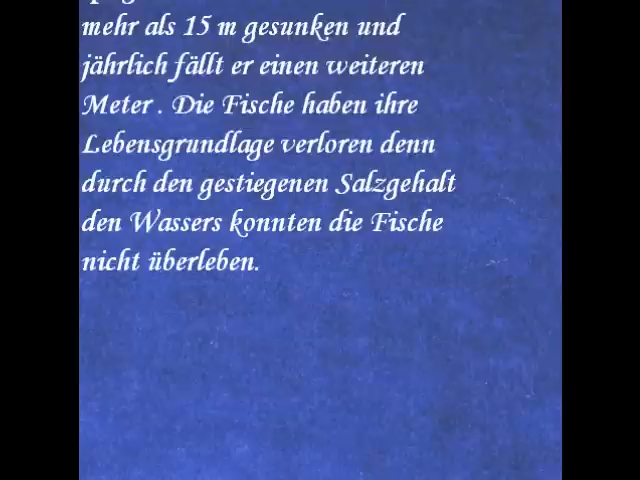 mehr als 15 m gesunken und
jährlich fällt er einen weiteren
Meter . Die Fische haben ihre
Lebensgrundlage verloren denn
durch den gestiegenen Salzgehalt
den Wassers konnten die Fische
nicht überleben.